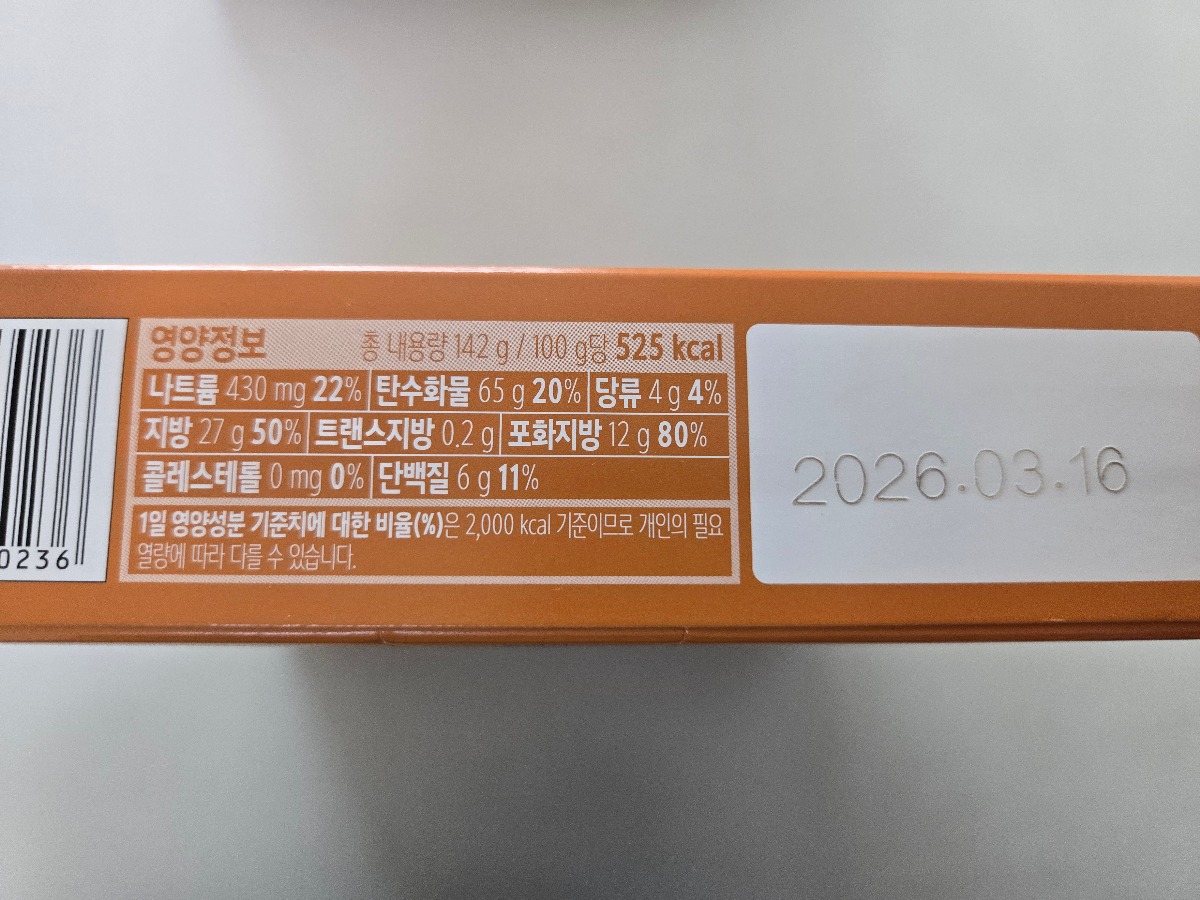 영양정보 총 내용량 142 g / 100 g당 525 kcal
나트륨 430 mg 22% 탄수화물 65 g 20% 당류 4 g 4%
지방 27 g 50% 트랜스지방 0.2 g 포화지방 12 g 80%
콜레스테롤 0 mg 0% 단백질 6 g 11%
1일 영양성분 기준치에 대한 비율(%)은 2,000 kcal 기준이므로 개인의 필요
열량에 따라 다를 수 있습니다.
0236
2026.03.16